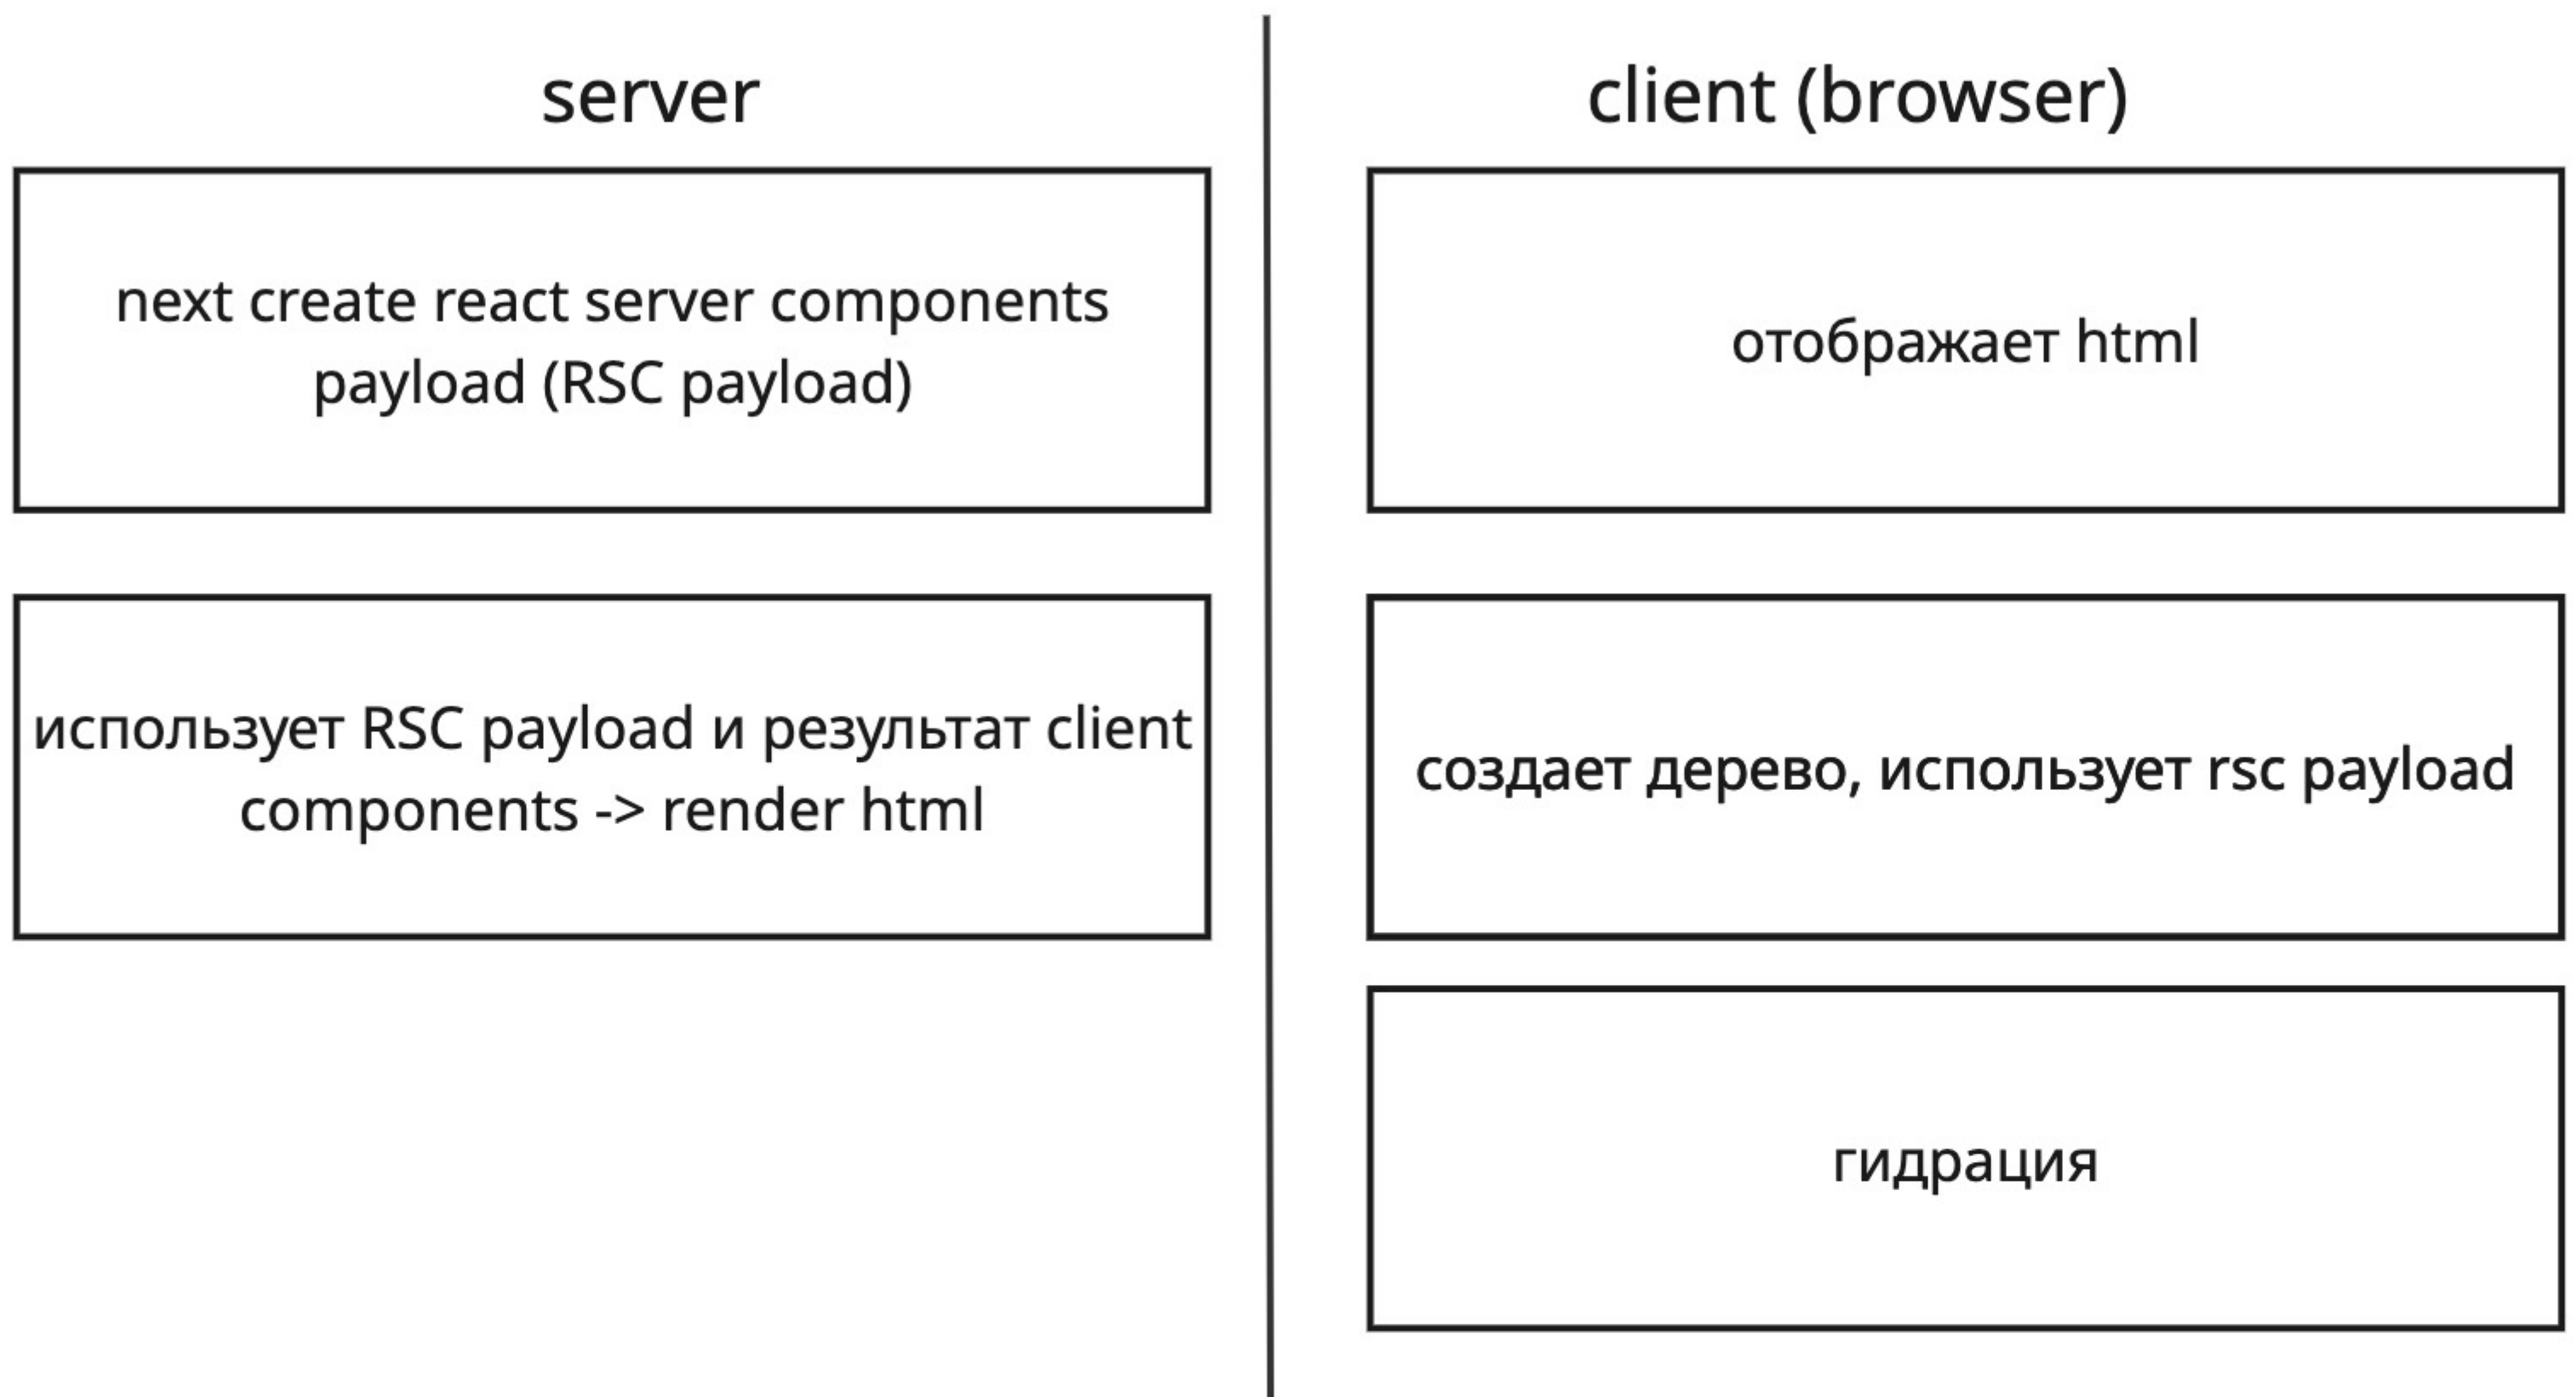 server
next create react server components
payload (RSC payload)
использует RSC payload и результат client
components -> render html
client (browser)
отображает html
создает дерево, использует rsc payload
гидрация